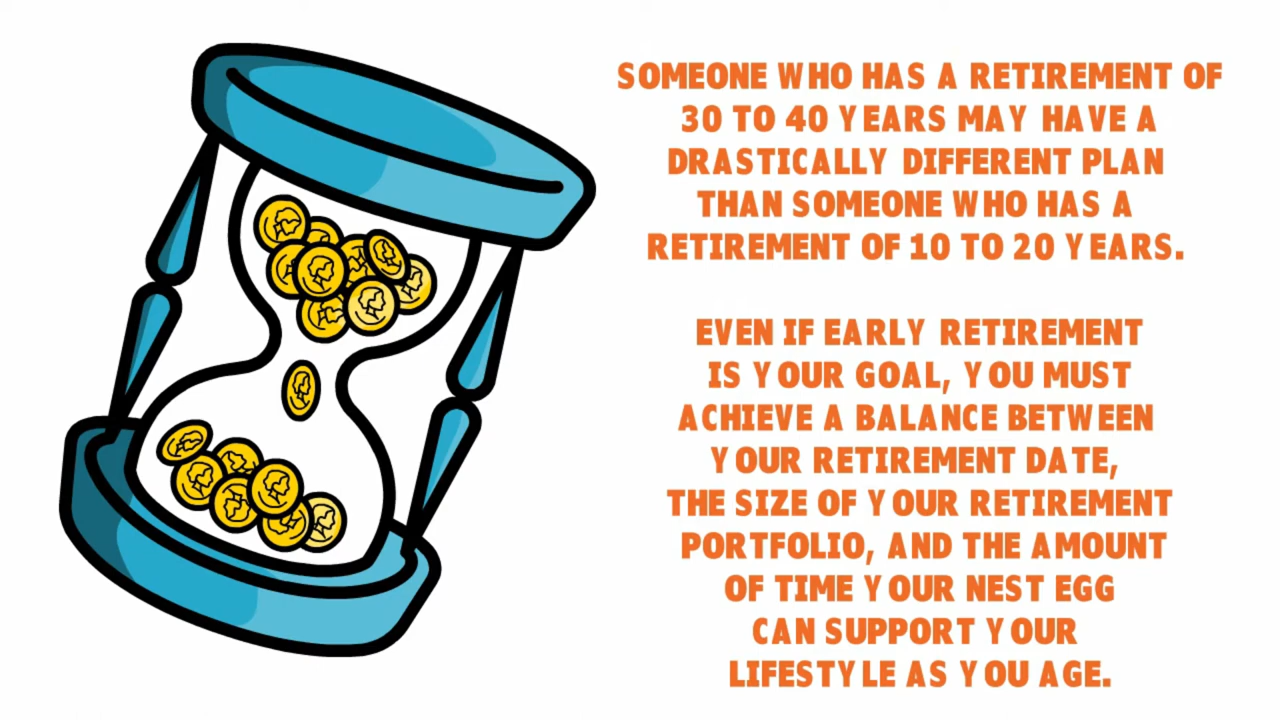 SOMEONE WHO HAS A RETIREMENT OF
30 TO 40 YEARS MAY HAVE A
DRASTICALLY DIFFERENT PLAN
THAN SOMEONE WHO HAS A
RETIREMENT OF 10 TO 20 YEARS.
EVEN IF EARLY RETIREMENT
IS YOUR GOAL, YOU MUST
ACHIEVE A BALANCE BETWEEN
YOUR RETIREMENT DATE,
THE SIZE OF YOUR RETIREMENT
PORTFOLIO, AND THE AMOUNT
OF TIME YOUR NEST EGG
CAN SUPPORT YOUR
LIFESTYLE AS YOU AGE.